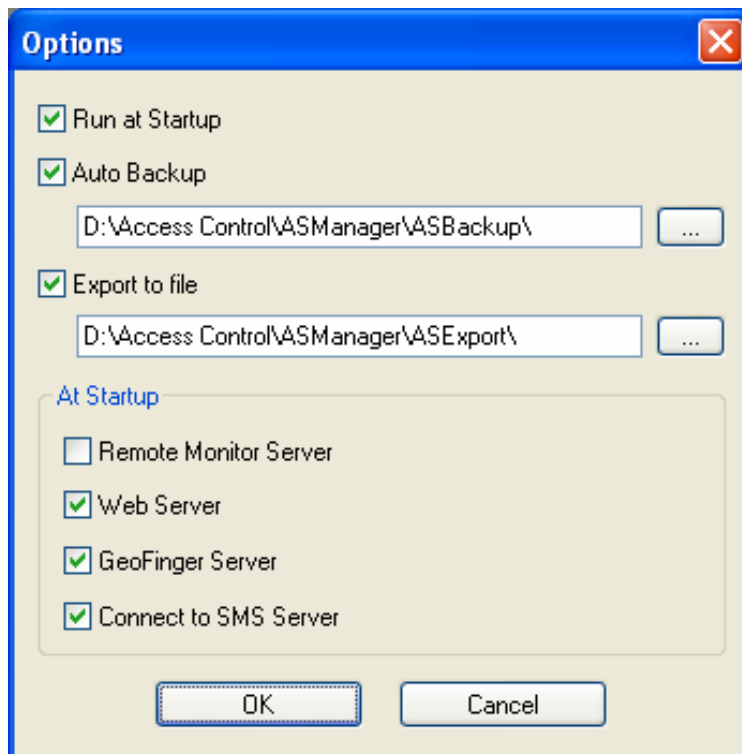 Options
Run at Startup
Auto Backup
D:\Access Control\ASManager\ASBackup\
...
Export to file
D:\Access Control\ASManager\ASExport\
...
At Startup
Remote Monitor Server
Web Server
GeoFinger Server
Connect to SMS Server
OK
Cancel